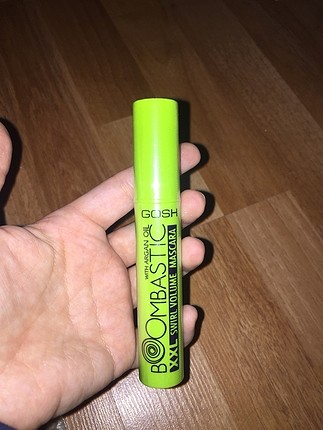 GOSH
WITH ARGAN OIL
BOOMBASTIC
XXL SWIRL VOLUME MASCARA